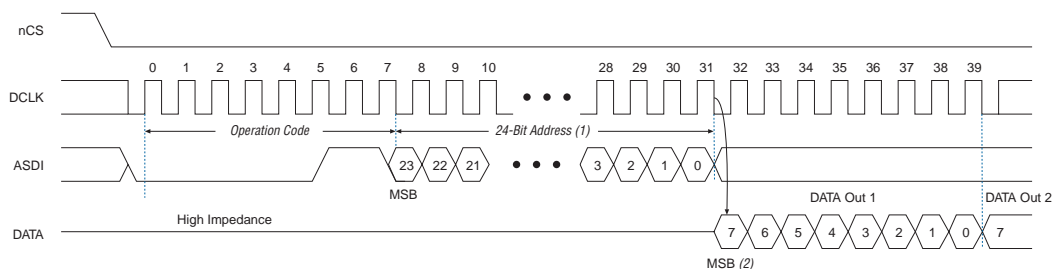 nCS
0 1 2 3 4 5 6 7 8 9 10 28 29 30 31 32 33 34 35 36 37 38 39
DCLK
Operation Code 24-Bit Address (1)
ASDI 23 22 21 3 2 1 0
MSB DATA Out 1 DATA Out 2
High Impedance
DATA 7 6 5 4 3 2 1 0 7
MSB (2)